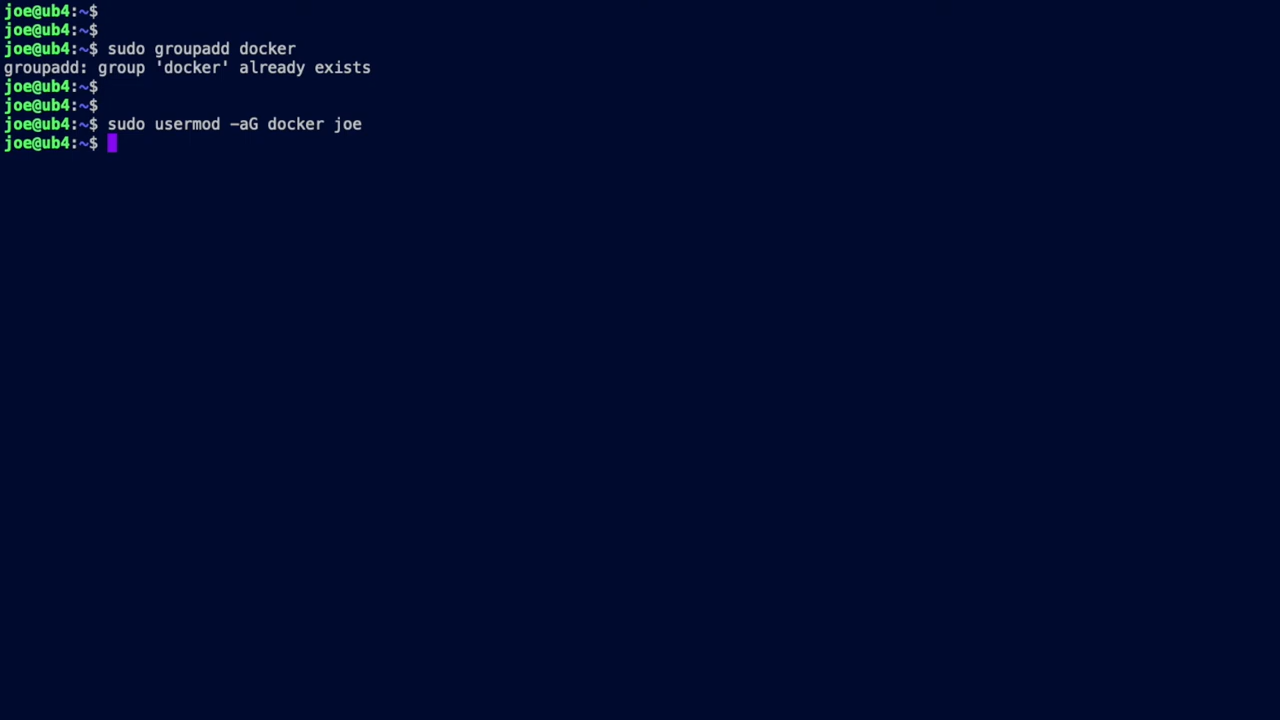 joe@ub4:~$
joe@ub4:~$
joe@ub4:~$ sudo groupadd docker
groupadd: group 'docker' already exists
joe@ub4:~$
joe@ub4:~$
joe@ub4:~$ sudo usermod -aG docker joe
joe@ub4:~$